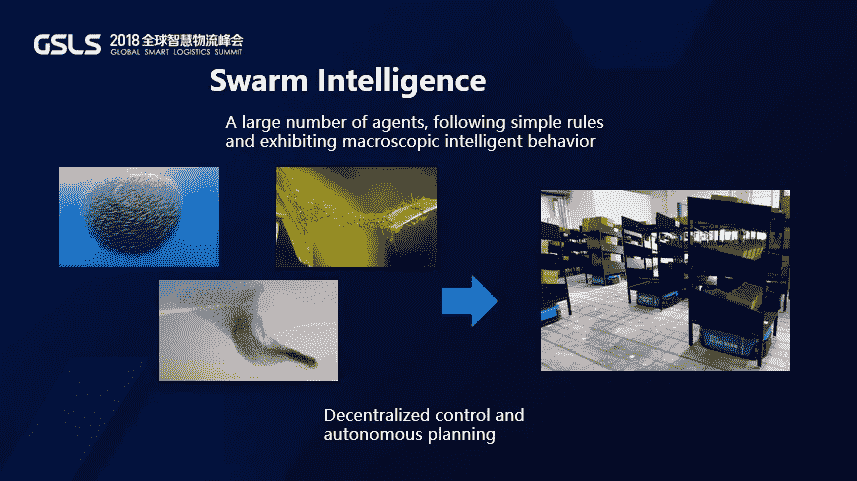 GSLS 2018全球智慧物流峰会
GLOBAL SMART LOGISTICS SUMMIT
Swarm Intelligence
A large number of agents, following simple rules
and exhibiting macroscopic intelligent behavior
Decentralized control and
autonomous planning